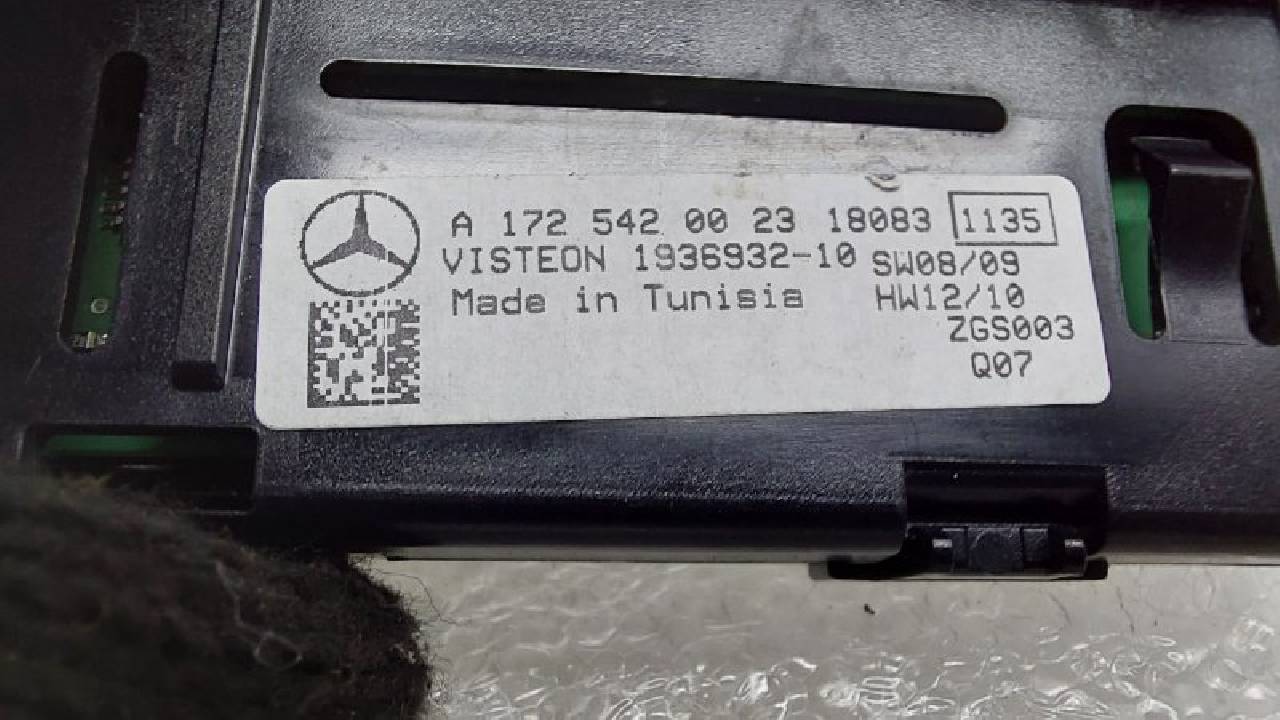 A 172 542 00 23 18083 1135
VISTEON 1936932-10 SW08/09
Made in Tunisia HW12/10
ZGS003
Q07